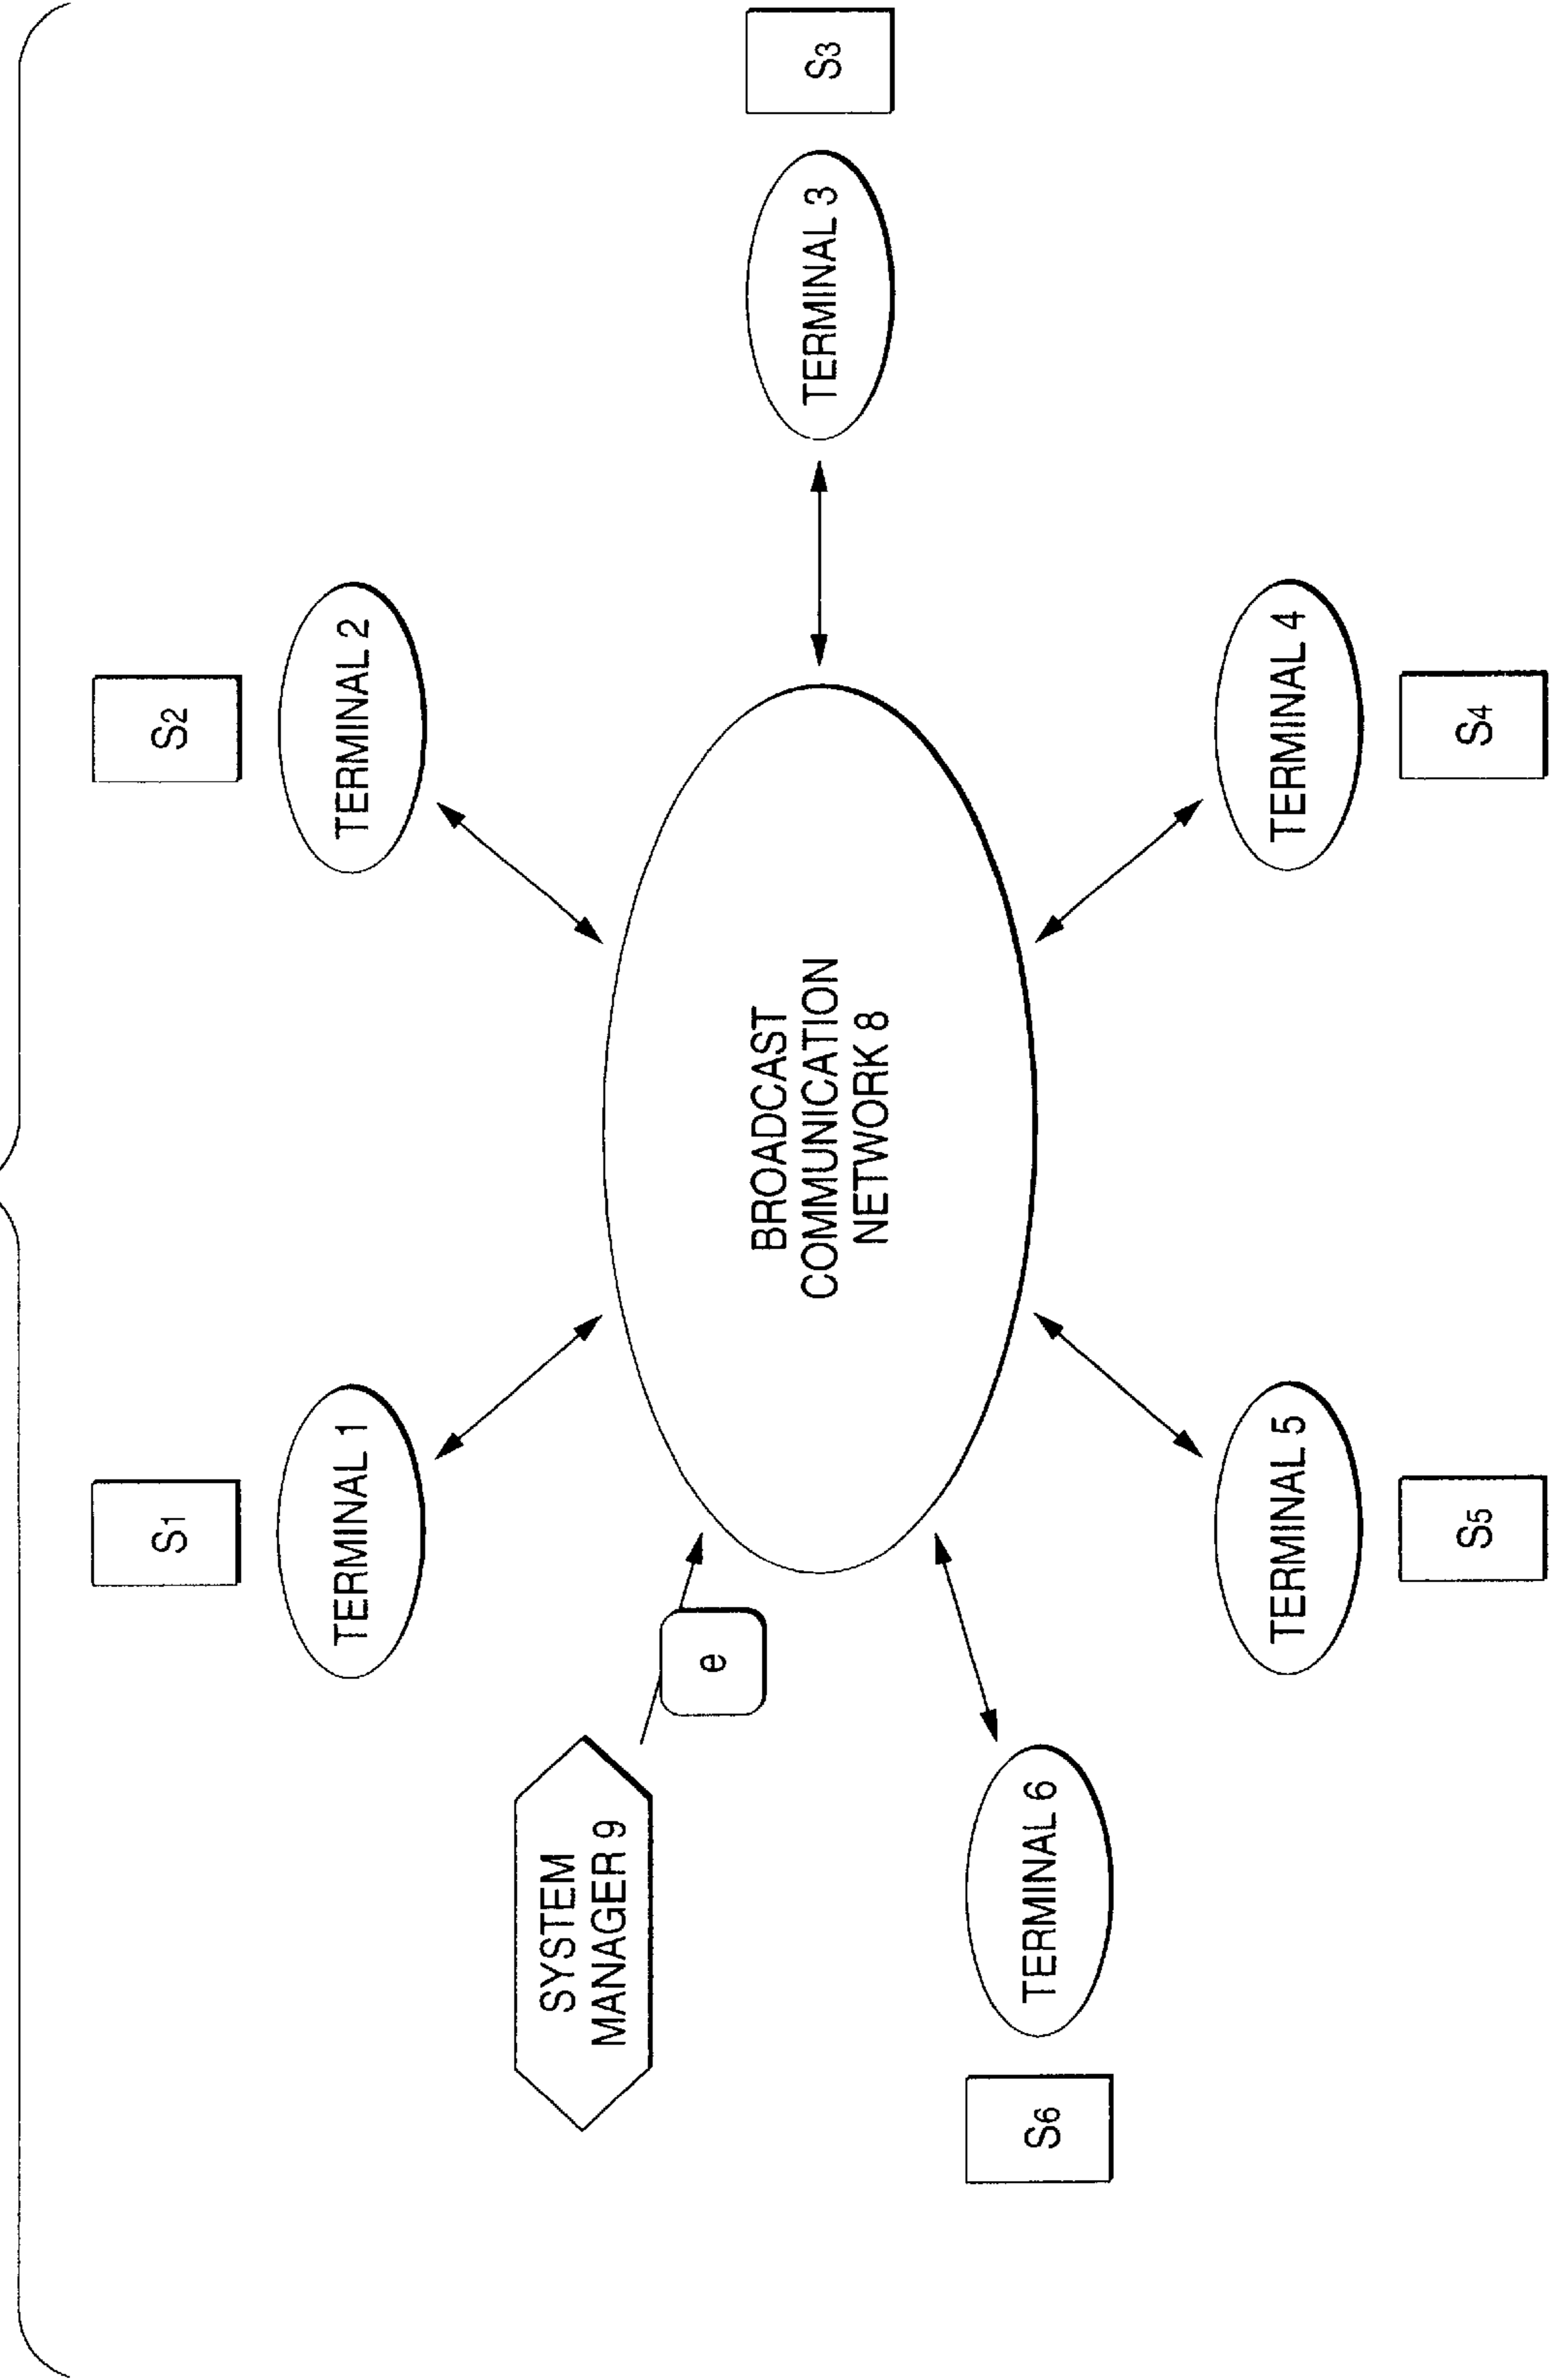 S1
TERMINAL 1
S2
TERMINAL 2
SYSTEM
MANAGER 9
e
BROADCAST
COMMUNICATION
NETWORK 8
TERMINAL 3
S3
S6
TERMINAL 6
TERMINAL 5
S5
TERMINAL 4
S4